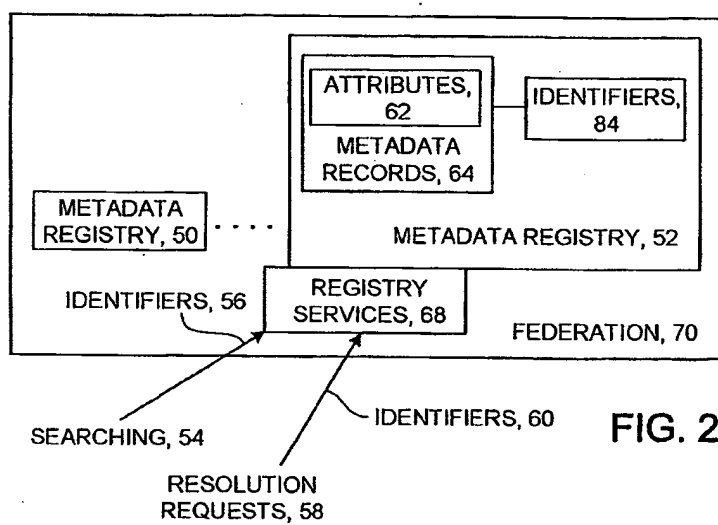 ATTRIBUTES,
62
METADATA
RECORDS, 64
IDENTIFIERS,
84
METADATA
REGISTRY, 50
. . . .
METADATA REGISTRY, 52
IDENTIFIERS, 56
REGISTRY
SERVICES, 68
FEDERATION, 70
SEARCHING, 54
IDENTIFIERS, 60
FIG. 2
RESOLUTION
REQUESTS, 58